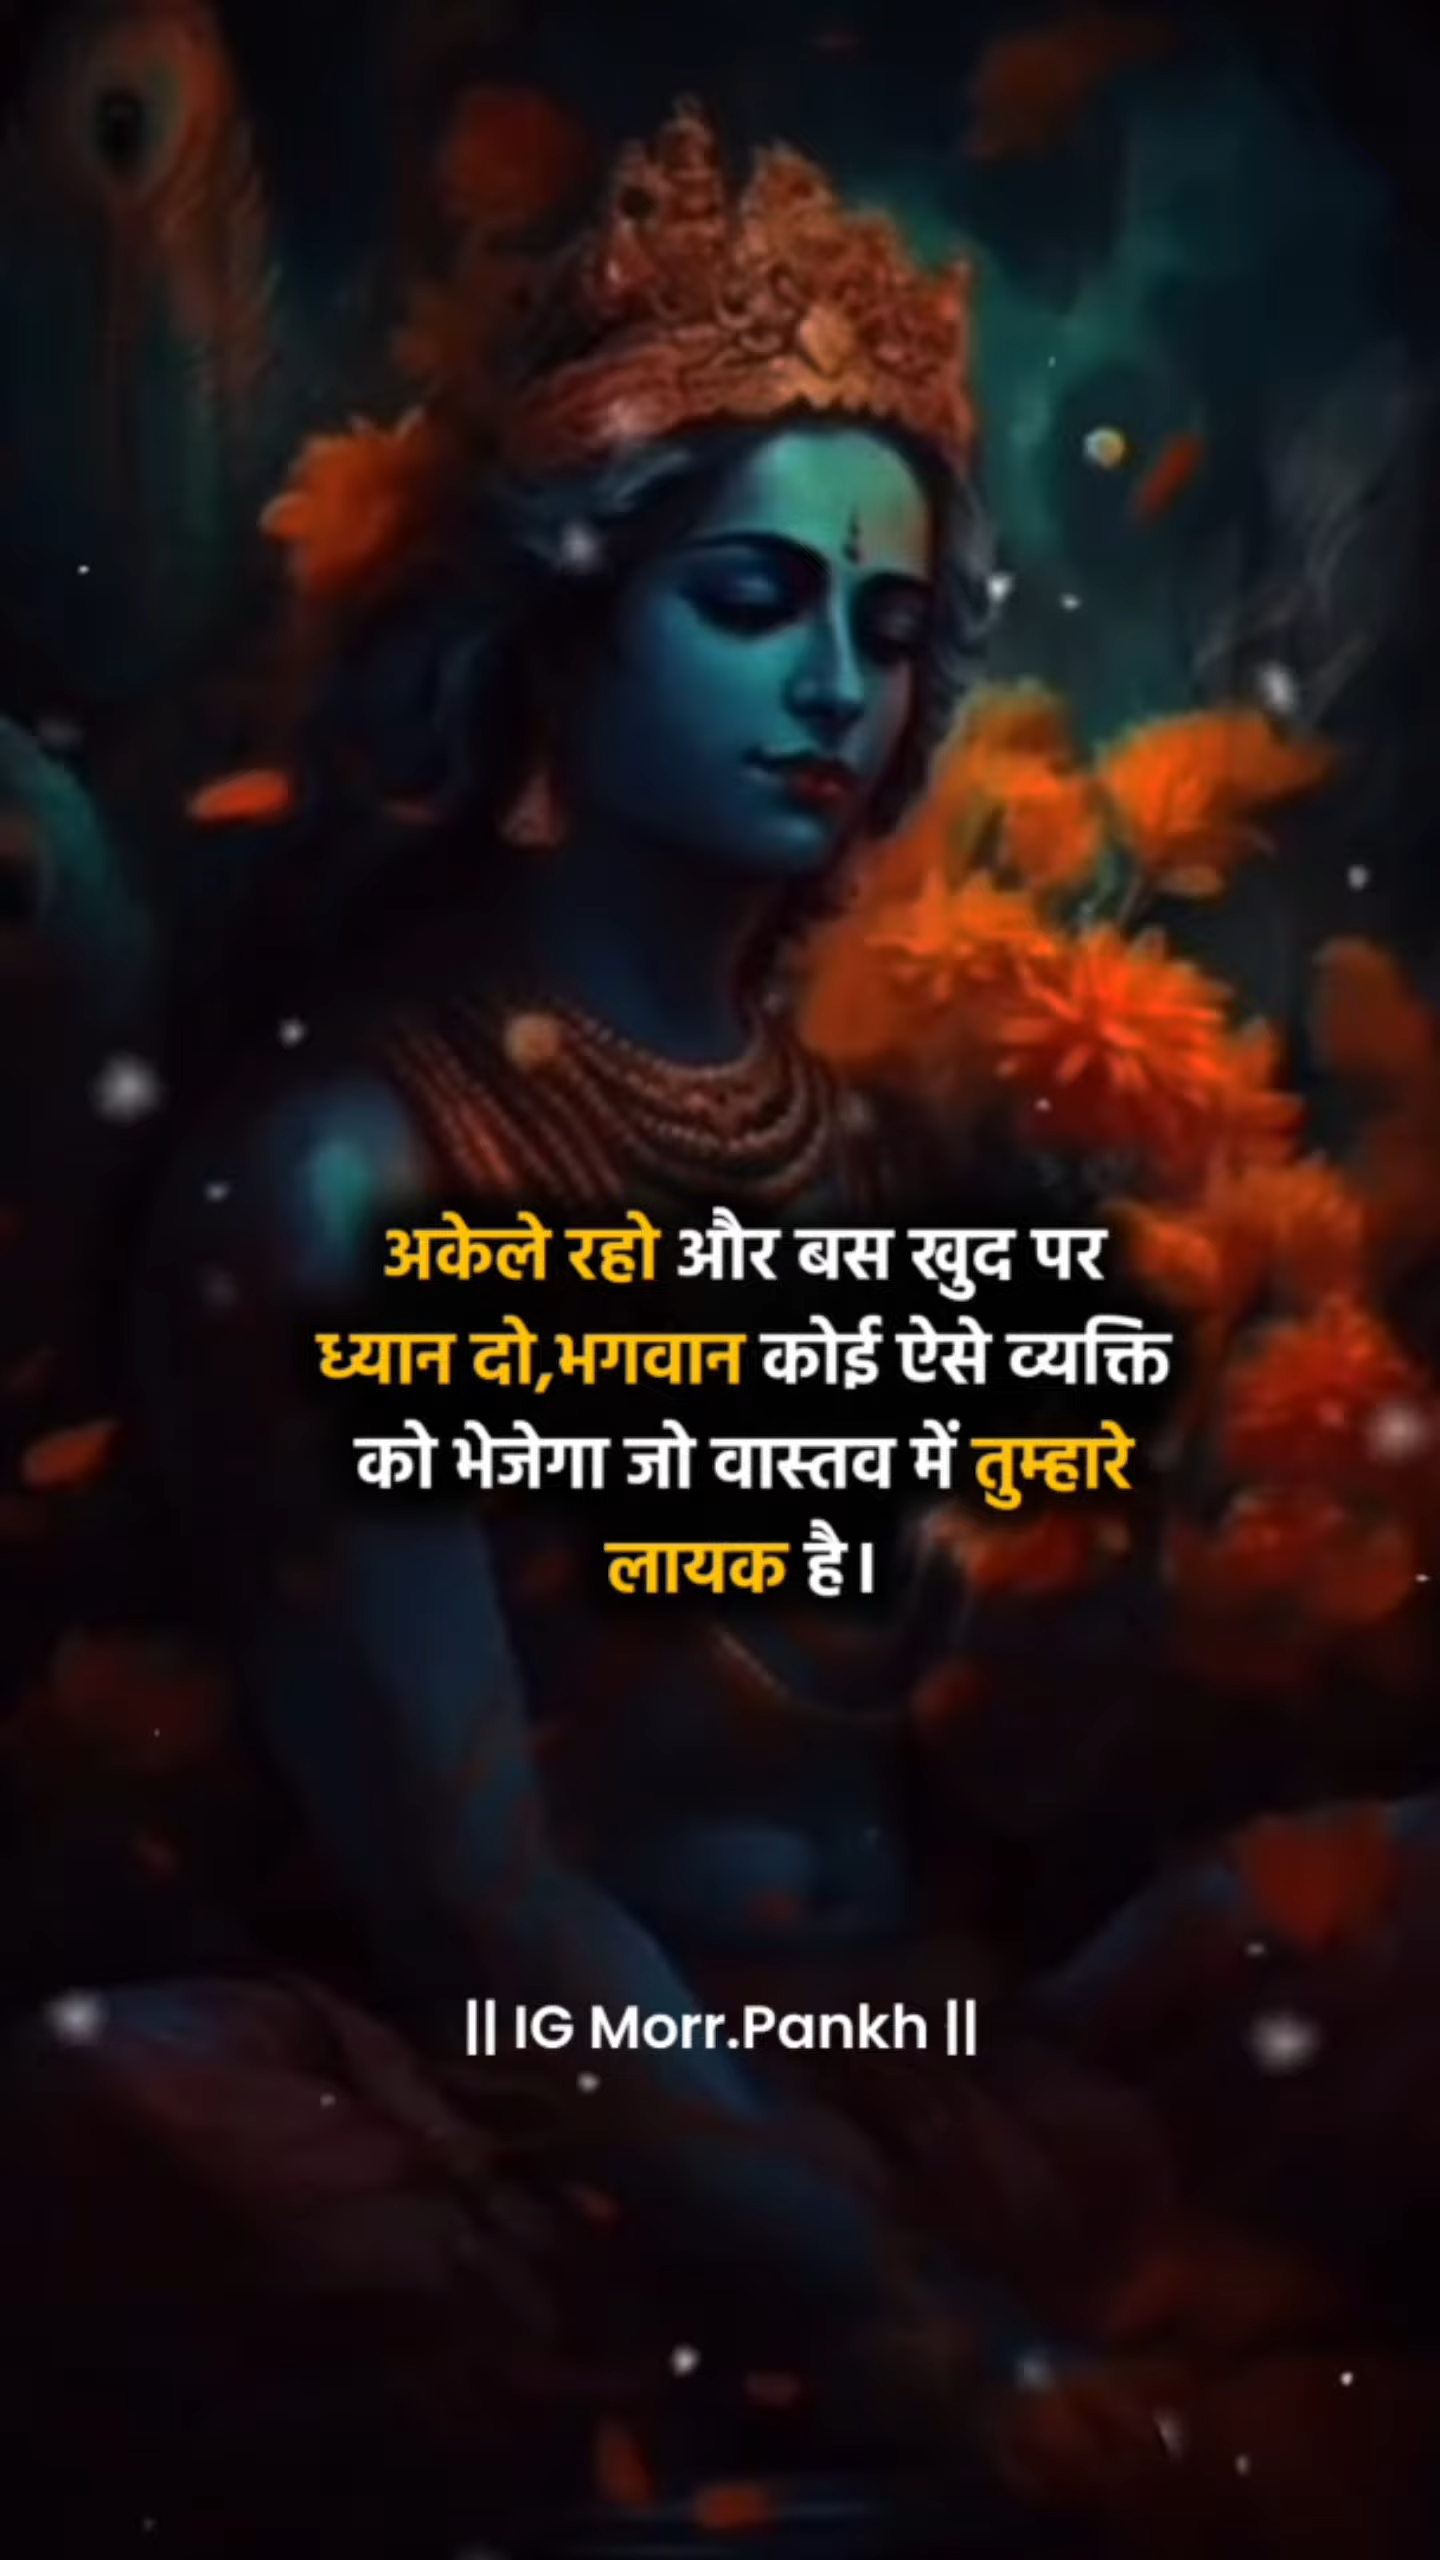 अकेले रहो और बस खुद पर
ध्यान दो,भगवान कोई ऐसे व्यक्ति
को भेजेगा जो वास्तव में तुम्हारे
लायक है।
|| IG Morr.Pankh ||